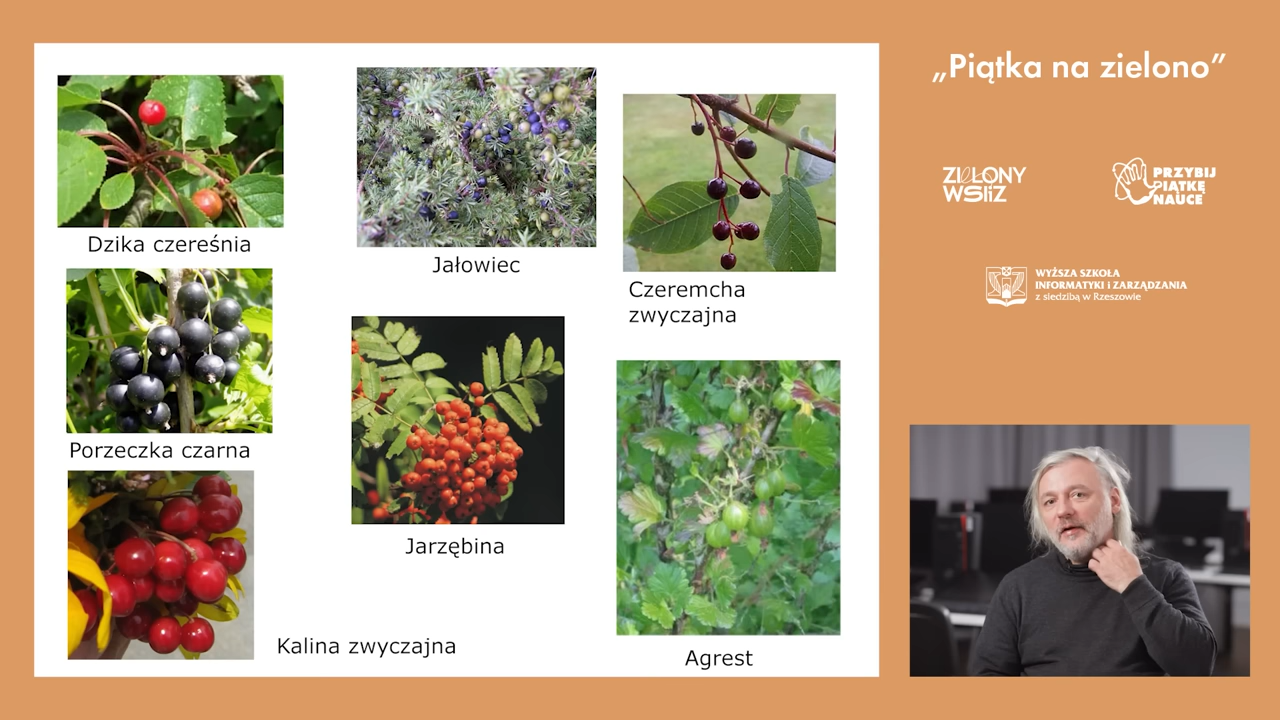 „Piątka na zielono”
ZIELONY
WSIiZ
PRZYBIJ
PIĄTKĘ
NAUCE
WYŻSZA SZKOŁA
INFORMATYKI i ZARZĄDZANIA
z siedzibą w Rzeszowie
Dzika czereśnia
Jałowiec
Czeremcha
zwyczajna
Porzeczka czarna
Jarzębina
Kalina zwyczajna
Agrest